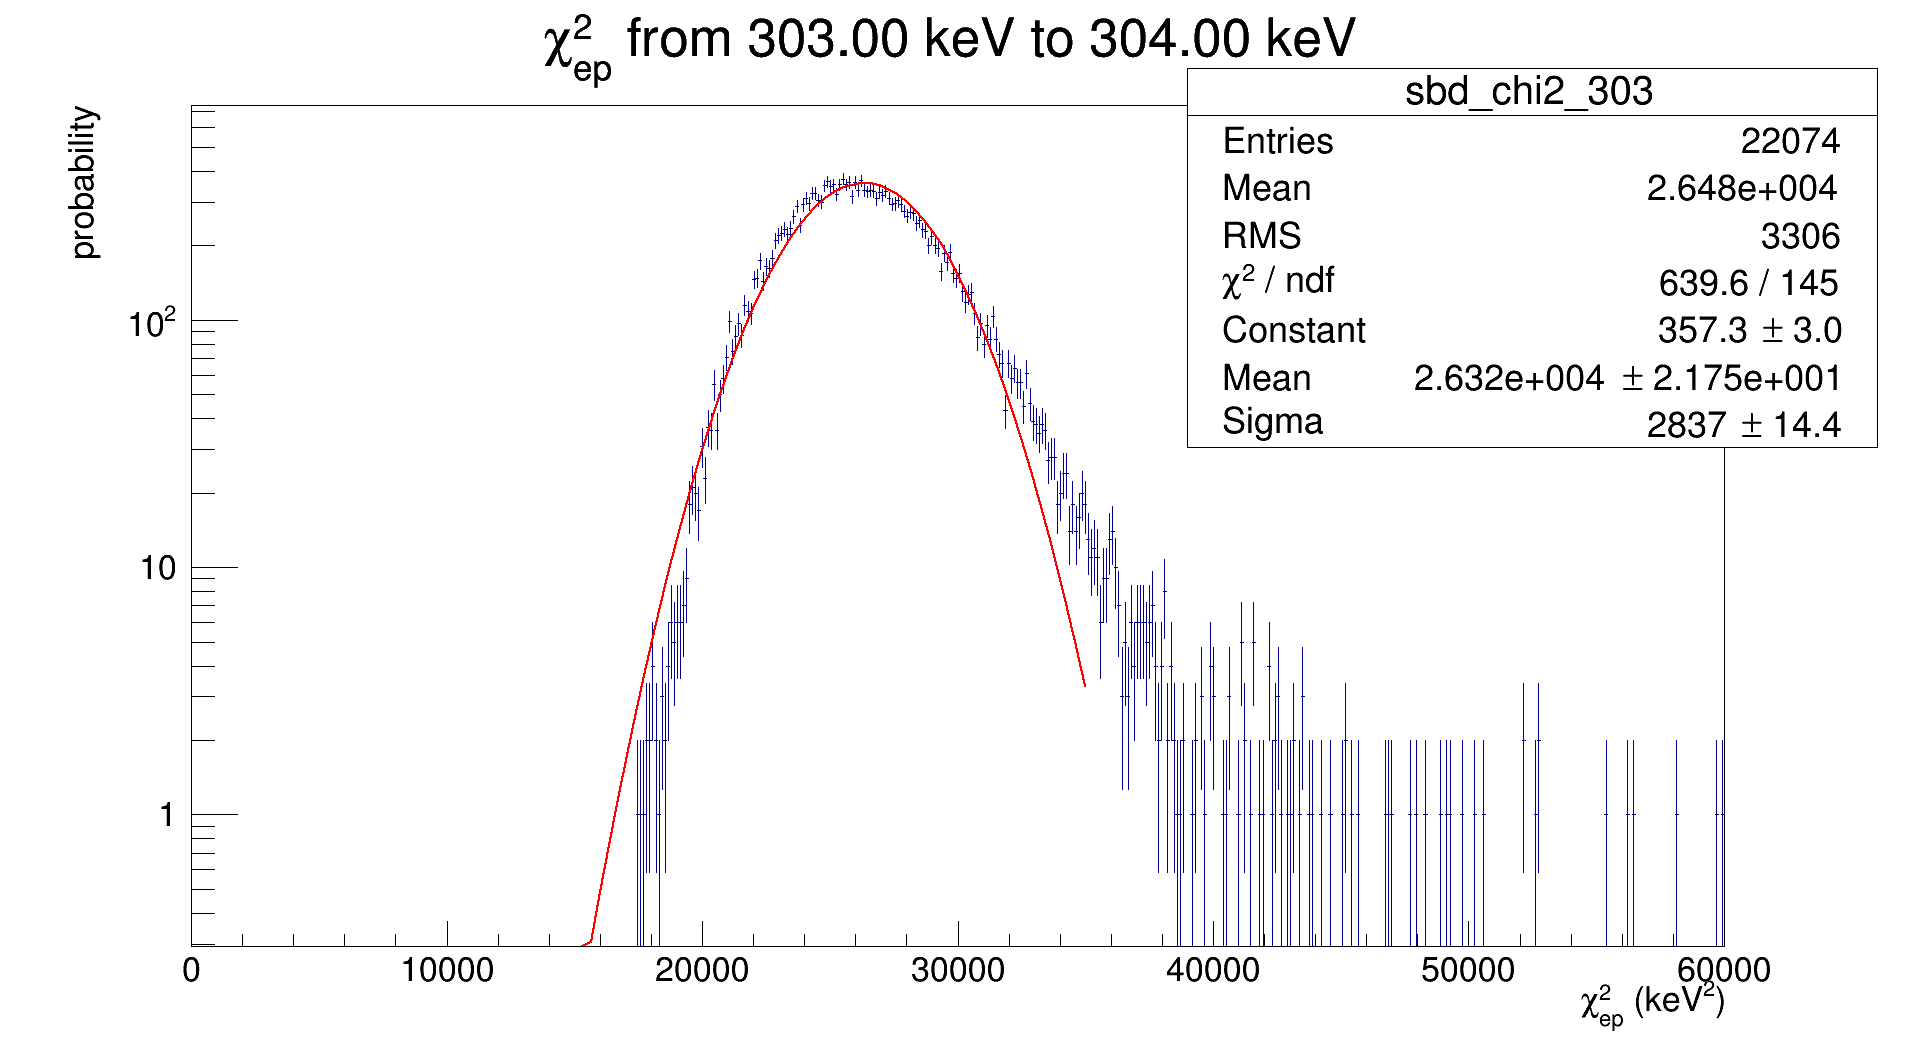 χ²ep from 303.00 keV to 304.00 keV
sbd_chi2_303
Entries 22074
Mean 2.648e+004
RMS 3306
χ² / ndf 639.6 / 145
Constant 357.3 ± 3.0
Mean 2.632e+004 ± 2.175e+001
Sigma 2837 ± 14.4
probability
10²
10
1
0 10000 20000 30000 40000 50000 60000
χ²ep (keV²)